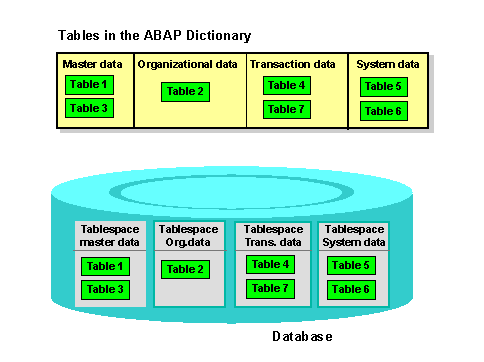 Tables in the ABAP Dictionary
Master data Organizational data Transaction data System data
Table 1 Table 2 Table 4 Table 5
Table 3 Table 7 Table 6
Tablespace master data
Table 1
Table 3
Tablespace Org.data
Table 2
Tablespace Trans. data
Table 4
Table 7
Tablespace System data
Table 5
Table 6
Database